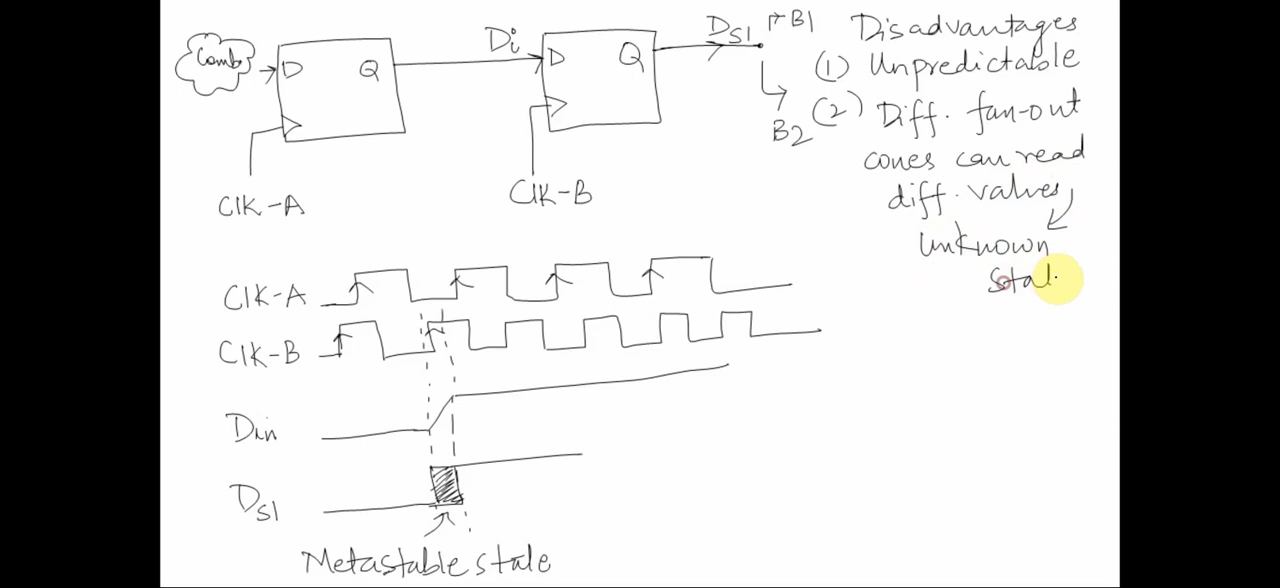 Comb
D Q
Di
D Q
DS1
B1
B2
Clk-A
Clk-B
Disadvantages
(1) Unpredictable
(2) Diff. fan-out
cones can read
diff. values
Unknown
Stat.
Clk-A
Clk-B
Din
DS1
Metastable state